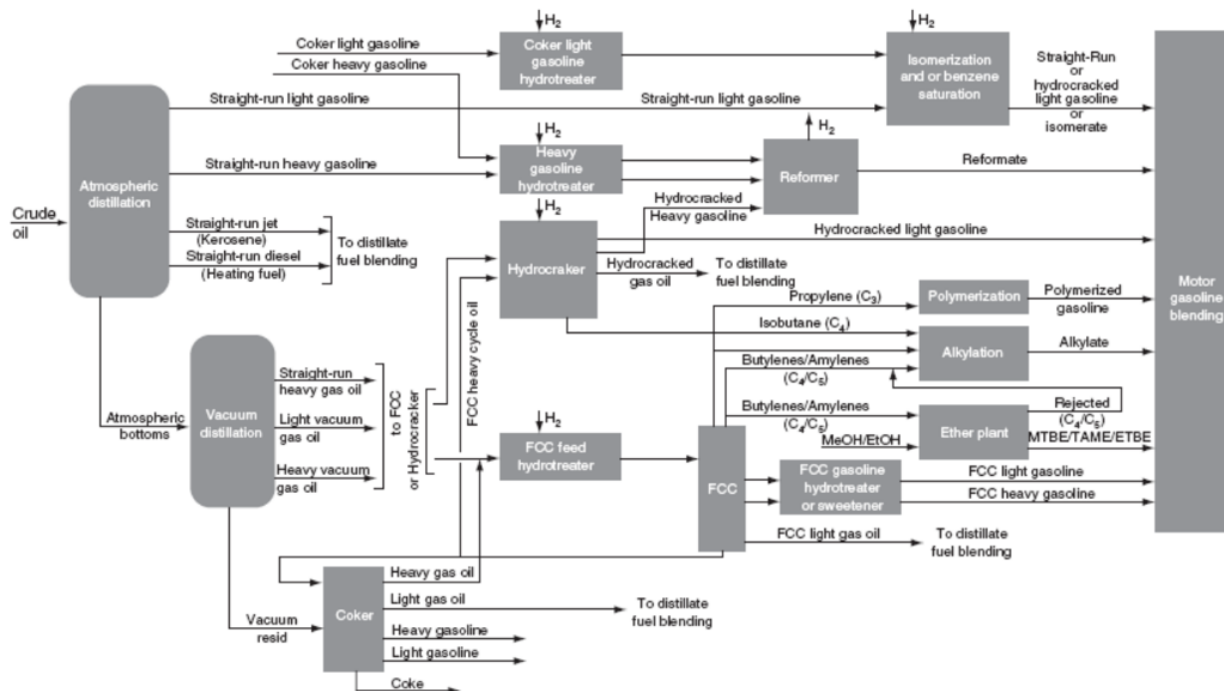 H2
H2
Coker light gasoline
Coker light
gasoline
hydrotreater
Isomerization
and or benzene
saturation
Straight-Run
or
hydrocracked
light gasoline
or
isomerate
Coker heavy gasoline
Straight-run light gasoline
Straight-run light gasoline
H2
H2
Straight-run heavy gasoline
Heavy
gasoline
hydrotreater
Reformer
Reformate
Atmospheric
distillation
Crude
oil
H2
Hydrocracked
Heavy gasoline
Straight-run jet
(Kerosene)
Straight-run diesel
(Heating fuel)
To distillate
fuel blending
Hydrocraker
Hydrocracked light gasoline
Hydrocracked
gas oil
To distillate
fuel blending
Motor
gasoline
blending
Propylene (C3)
Polymerization
Polymerized
gasoline
Isobutane (C4)
Alkylation
Alkylate
Butylenes/Amylenes
(C4/C5)
FCC heavy cycle oil
Straight-run
heavy gas oil
Vacuum
distillation
Light vacuum
gas oil
Heavy vacuum
gas oil
to FCC
or Hydrocracker
Atmospheric
bottoms
H2
FCC feed
hydrotreater
Butylenes/Amylenes
(C4/C5)
MeOH/EtOH
Ether plant
Rejected
(C4/C5)
MTBE/TAME/ETBE
FCC
FCC gasoline
hydrotreater
or sweetener
FCC light gasoline
FCC heavy gasoline
FCC light gas oil
To distillate
fuel blending
Vacuum
resid
Coker
Heavy gas oil
Light gas oil
To distillate
fuel blending
Heavy gasoline
Light gasoline
Coke